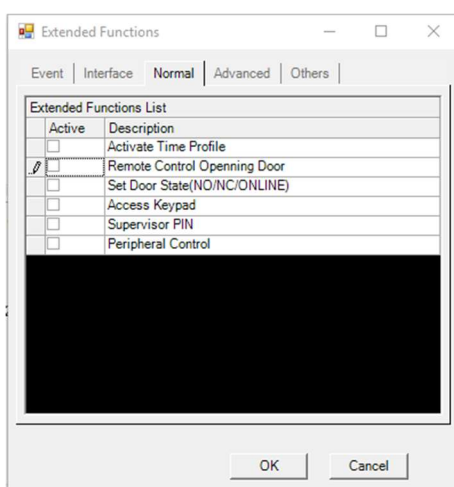 Extended Functions
Event Interface Normal Advanced Others
Extended Functions List
Active Description
Activate Time Profile
Remote Control Openning Door
Set Door State(NO/NC/ONLINE)
Access Keypad
Supervisor PIN
Peripheral Control
OK Cancel